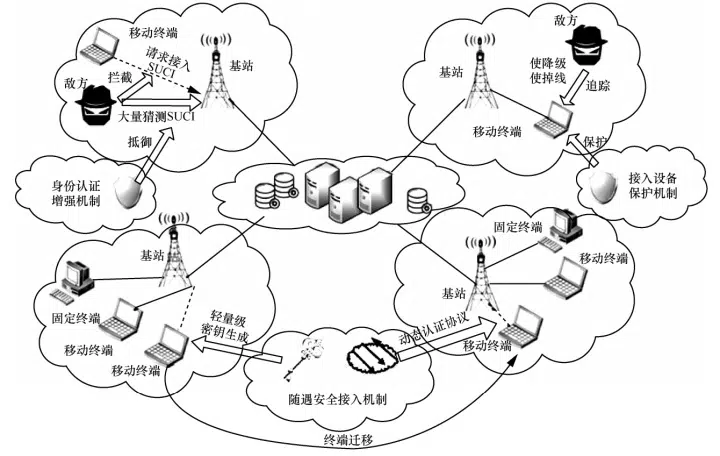 移动终端
请求接入
SUCI
基站
敌方
拦截
大量猜测SUCI
抵御
身份认证
增强机制
敌方
使降级
使掉线
追踪
基站
移动终端
保护
接入设备
保护机制
基站
固定终端
移动终端
移动终端
轻量级
密钥生成
随遇安全接入机制
动态认证协议
固定终端
移动终端
基站
移动终端
终端迁移